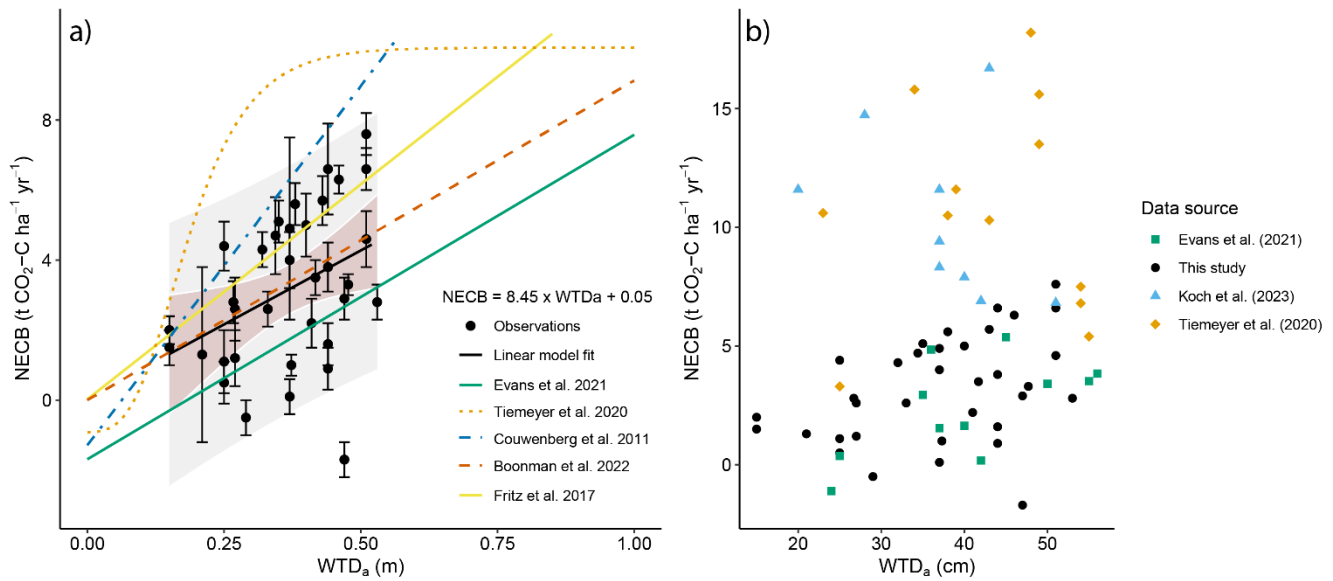 a)
NECB (t CO₂−C ha⁻¹ yr⁻¹)
8
4
0
0.00 0.25 0.50 0.75 1.00
WTDₐ (m)
NECB = 8.45 x WTDa + 0.05
Observations
Linear model fit
Evans et al. 2021
Tiemeyer et al. 2020
Couwenberg et al. 2011
Boonman et al. 2022
Fritz et al. 2017
b)
NECB (t CO₂−C ha⁻¹ yr⁻¹)
15
10
5
0
20 30 40 50
WTDₐ (cm)
Data source
Evans et al. (2021)
This study
Koch et al. (2023)
Tiemeyer et al. (2020)